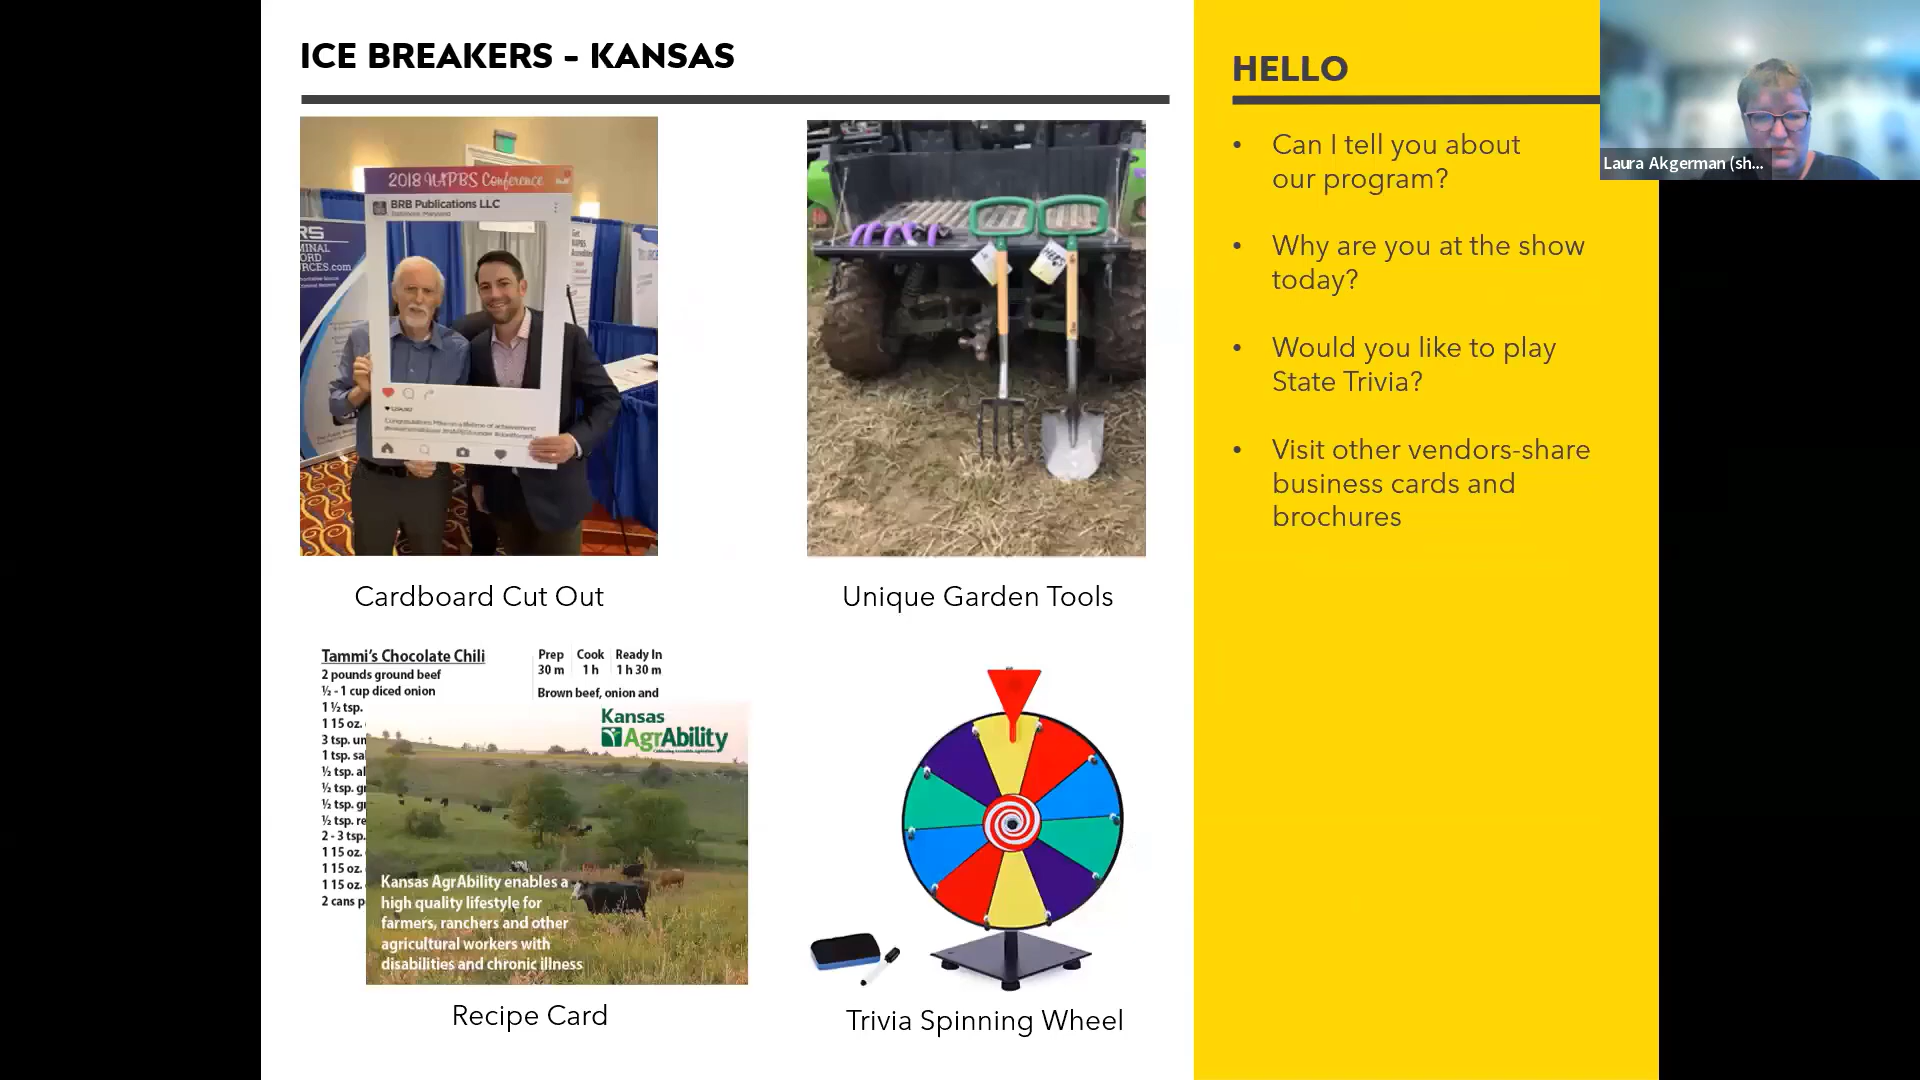 ICE BREAKERS – KANSAS
HELLO
• Can I tell you about
our program?
• Why are you at the show
today?
• Would you like to play
State Trivia?
• Visit other vendors-share
business cards and
brochures
Laura Akgerman (sh...
2018 NAPBS Conference
BRB Publications LLC
Cardboard Cut Out
Unique Garden Tools
Tammi's Chocolate Chili
2 pounds ground beef
½ - 1 cup diced onion
1 ½ tsp.
1 15 oz.
3 tsp. un
1 tsp. sa
½ tsp. al
½ tsp. g
½ tsp. g
½ tsp. re
2 - 3 tsp.
1 15 oz.
1 15 oz.
1 15 oz.
2 cans p
Prep Cook Ready In
30 m 1 h 1 h 30 m
Brown beef, onion and
Kansas
AgrAbility
Kansas AgrAbility enables a
high quality lifestyle for
farmers, ranchers and other
agricultural workers with
disabilities and chronic illness
Recipe Card
Trivia Spinning Wheel